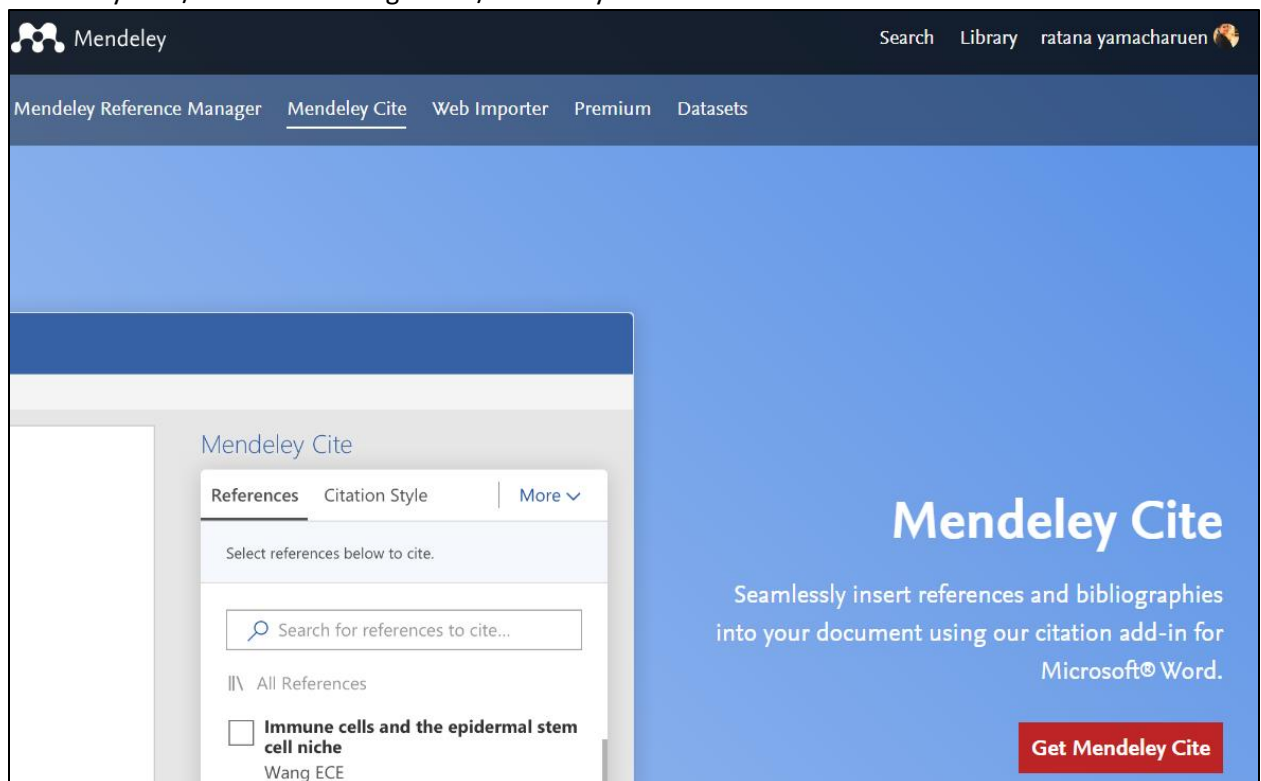 Mendeley
Search Library ratana yamacharuen
Mendeley Reference Manager Mendeley Cite Web Importer Premium Datasets
Mendeley Cite
References Citation Style More
Select references below to cite.
Search for references to cite...
All References
Immune cells and the epidermal stem
cell niche
Wang ECE
Mendeley Cite
Seamlessly insert references and bibliographies
into your document using our citation add-in for
Microsoft® Word.
Get Mendeley Cite